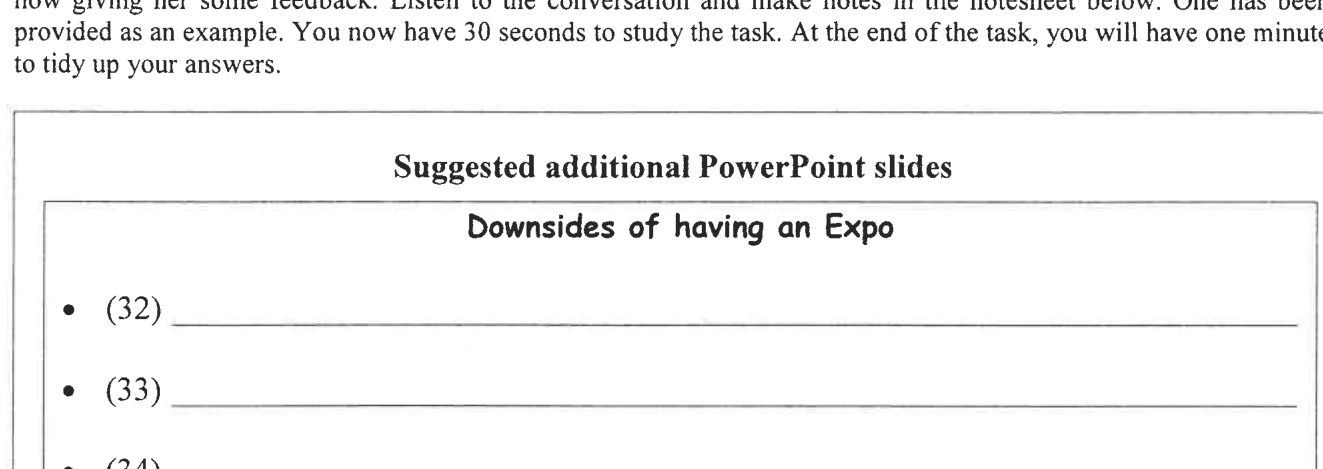 now giving her some feedback. Listen to the conversation and make notes in the notesheet below. One has been
provided as an example. You now have 30 seconds to study the task. At the end of the task, you will have one minute
to tidy up your answers.
Suggested additional PowerPoint slides
Downsides of having an Expo
• (32)
• (33)
• (34)